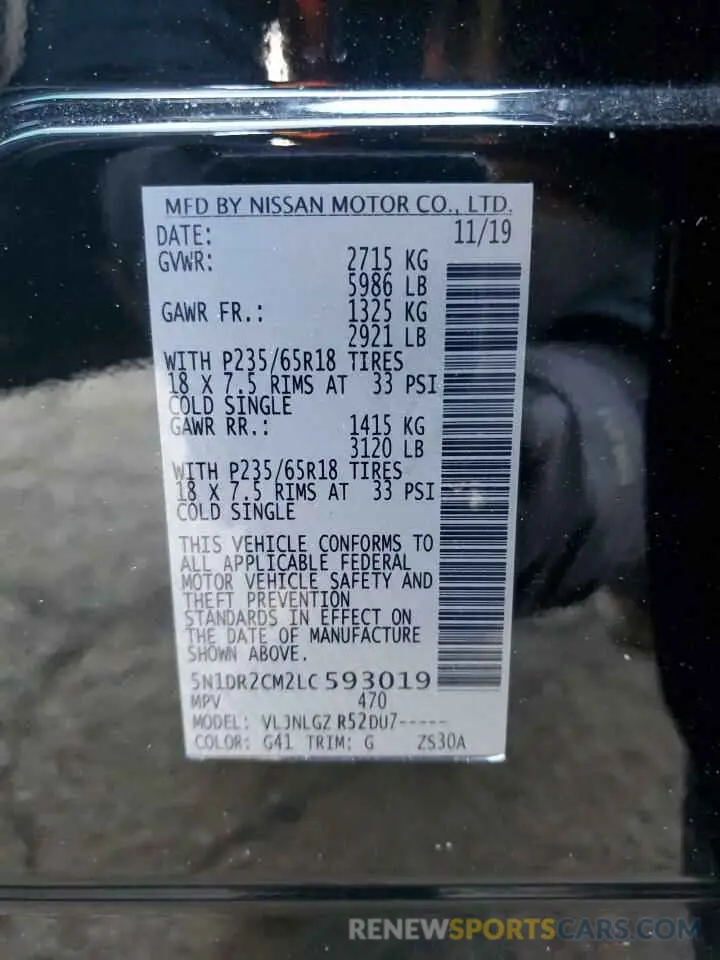 MFD BY NISSAN MOTOR CO., LTD.
DATE: 11/19
GVWR: 2715 KG
5986 LB
GAWR FR.: 1325 KG
2921 LB
WITH P235/65R18 TIRES
18 X 7.5 RIMS AT 33 PSI
COLD SINGLE
GAWR RR.: 1415 KG
3120 LB
WITH P235/65R18 TIRES
18 X 7.5 RIMS AT 33 PSI
COLD SINGLE
THIS VEHICLE CONFORMS TO
ALL APPLICABLE FEDERAL
MOTOR VEHICLE SAFETY AND
THEFT PREVENTION
STANDARDS IN EFFECT ON
THE DATE OF MANUFACTURE
SHOWN ABOVE.
5N1DR2CM2LC593019
MPV 470
MODEL: VLJNLGZ R52DU7-----
COLOR: G41 TRIM: G ZS30A
RENEWSPORTSCARS.COM